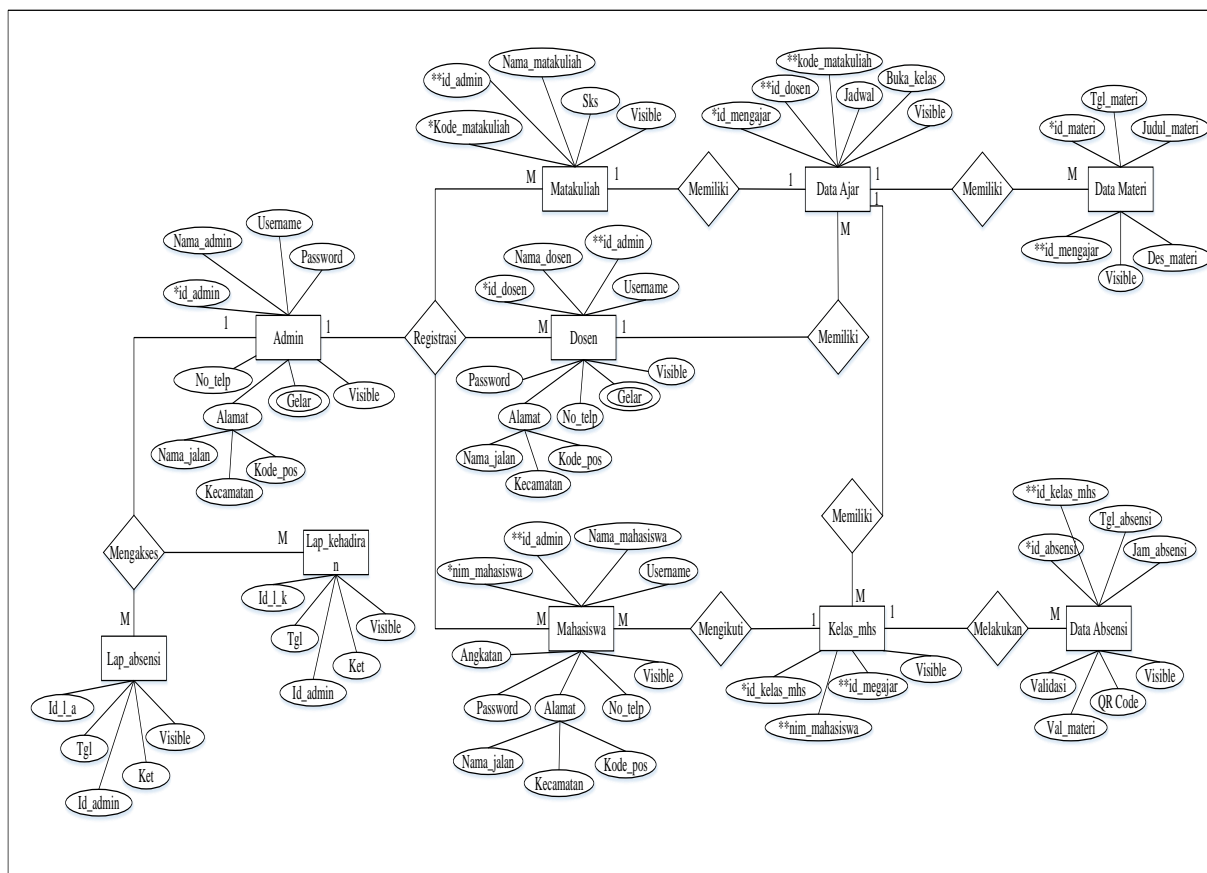 Nama_matakuliah
**id_admin
Sks
*Kode_matakuliah
Visible
M
Matakuliah
1
Memiliki
**kode_matakuliah
**id_dosen
Buka_kelas
Jadwal
*id_mengajar
Visible
1
Data Ajar
1
1
M
Memiliki
Tgl_materi
*id_materi
Judul_materi
M
Data Materi
**id_mengajar
Des_materi
Visible
Username
Nama_admin
Password
*id_admin
1
Admin
1
No_telp
Gelar
Visible
Alamat
Nama_jalan
Kode_pos
Kecamatan
Registrasi
**id_admin
Nama_dosen
*id_dosen
Username
M
Dosen
1
Password
Visible
Gelar
Alamat
No_telp
Nama_jalan
Kode_pos
Kecamatan
Memiliki
Memiliki
Mengakses
M
Lap_kehadira
n
Id_l_k
Visible
Tgl
Ket
Id_admin
M
Lap_absensi
Id_l_a
Visible
Tgl
Ket
Id_admin
**id_admin
Nama_mahasiswa
*nim_mahasiswa
Username
M
Mahasiswa
M
Angkatan
Visible
Password
Alamat
No_telp
Nama_jalan
Kode_pos
Kecamatan
Mengikuti
M
1
Kelas_mhs
1
Visible
*id_kelas_mhs
**id_megajar
**nim_mahasiswa
Melakukan
**id_kelas_mhs
Tgl_absensi
*id_absensi
Jam_absensi
M
Data Absensi
Validasi
Visible
QR Code
Val_materi